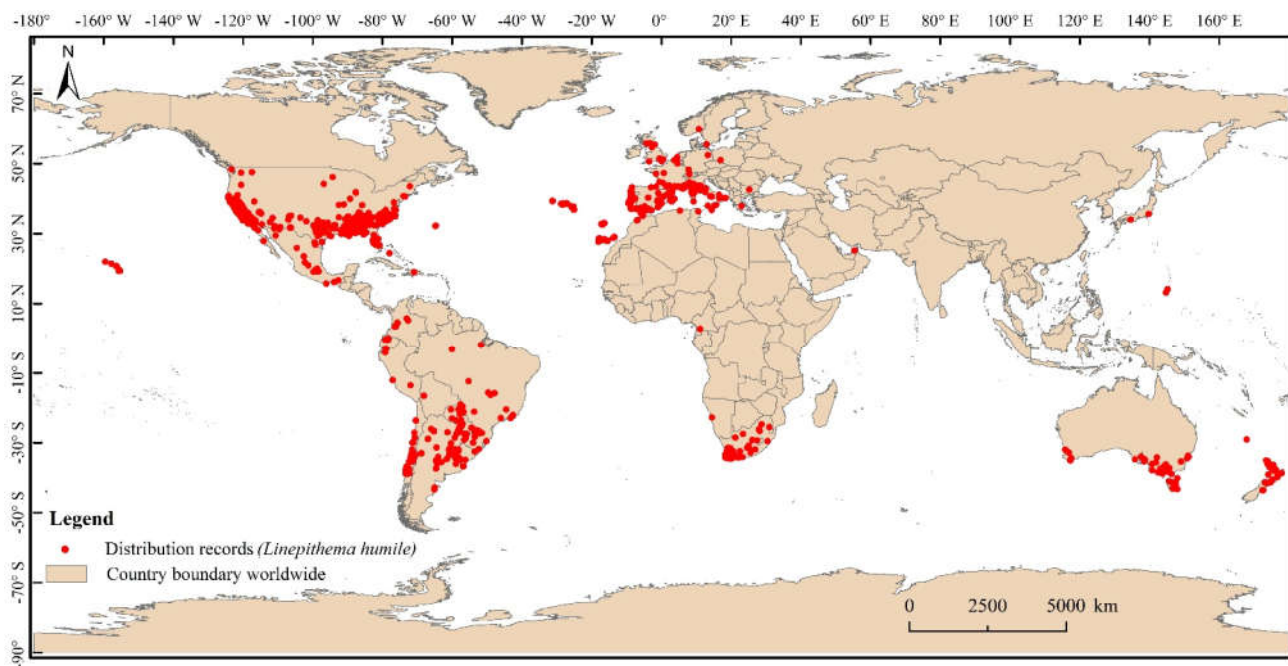 -180° -160° W -140° W -120° W -100° W -80° W -60° W -40° W -20° W 0° E 20° E 40° E 60° E 80° E 100° E 120° E 140° E 160° E
N
70° N
50° N
30° N
10° N
-10° S
-30° S
-50° S
-70° S
-90°
Legend
Distribution records (Linepithema humile)
Country boundary worldwide
0 2500 5000 km